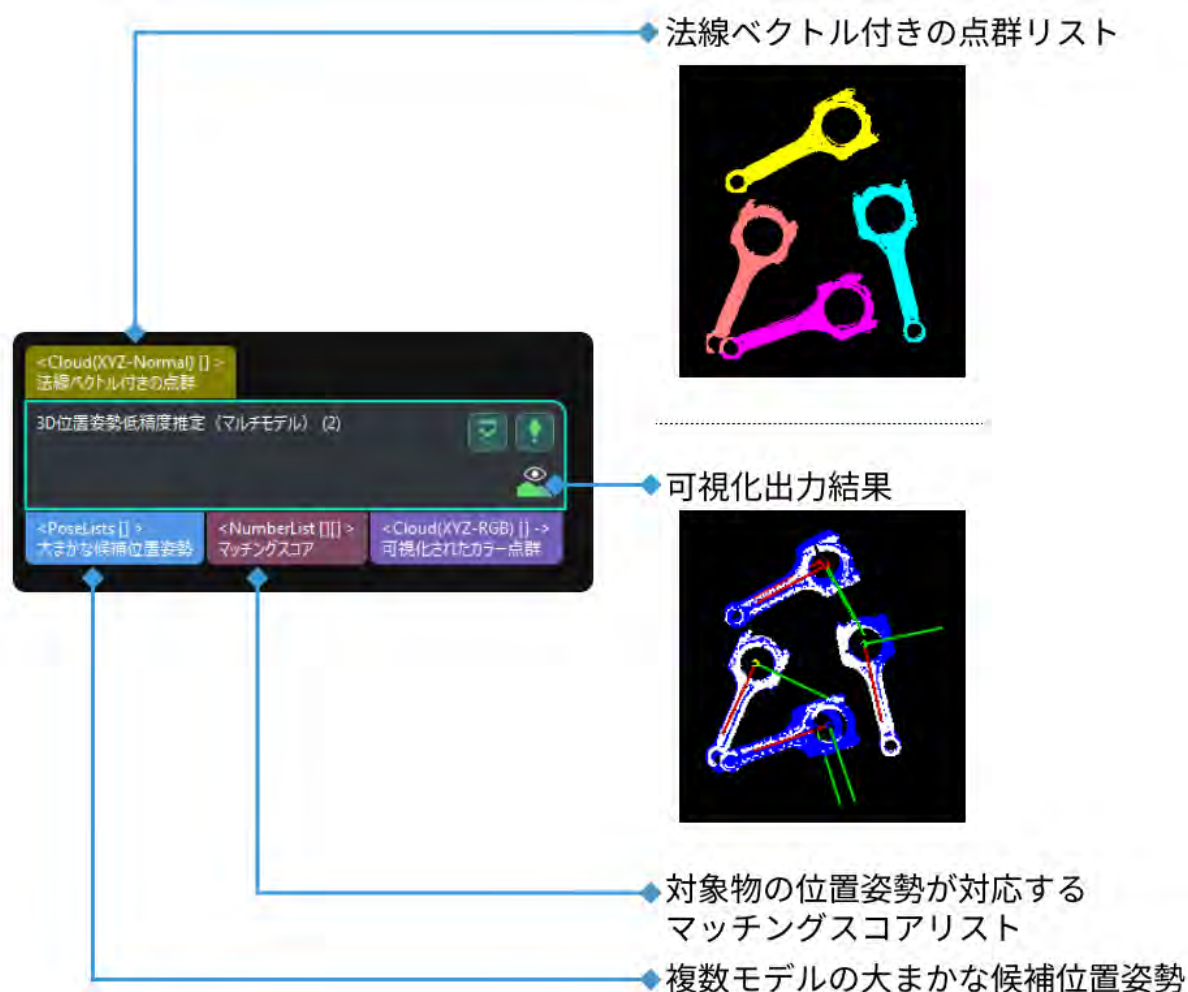 法線ベクトル付きの点群リスト
<Cloud(XYZ-Normal) [] >
法線ベクトル付きの点群
3D位置姿勢低精度推定（マルチモデル） (2)
可視化出力結果
<PoseLists [] >
大まかな候補位置姿勢
<NumberList [][] >
マッチングスコア
<Cloud(XYZ-RGB) [] ->
可視化されたカラー点群
対象物の位置姿勢が対応する
マッチングスコアリスト
複数モデルの大まかな候補位置姿勢